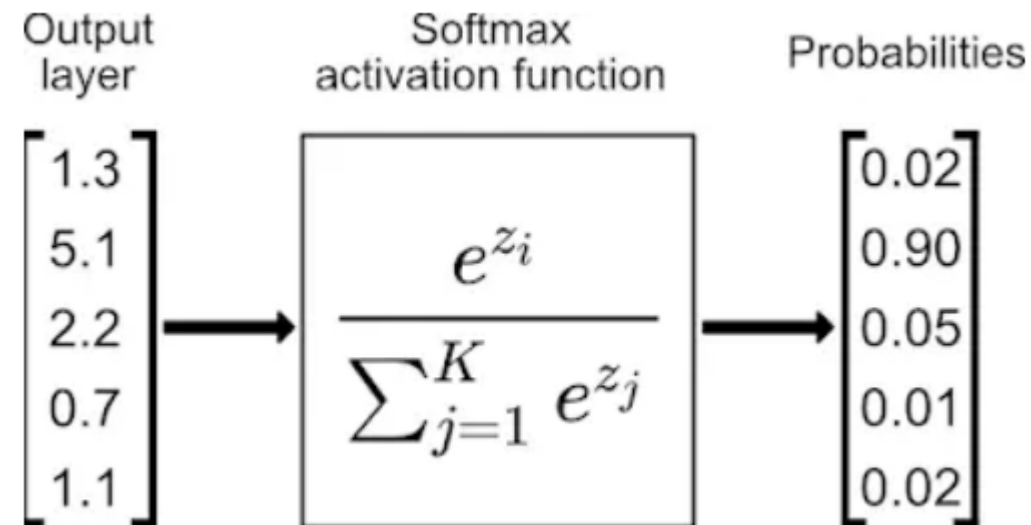 Output
layer
Softmax
activation function
Probabilities
1.3
5.1
2.2
0.7
1.1
e^{z_i}
∑_{j=1}^{K} e^{z_j}
0.02
0.90
0.05
0.01
0.02